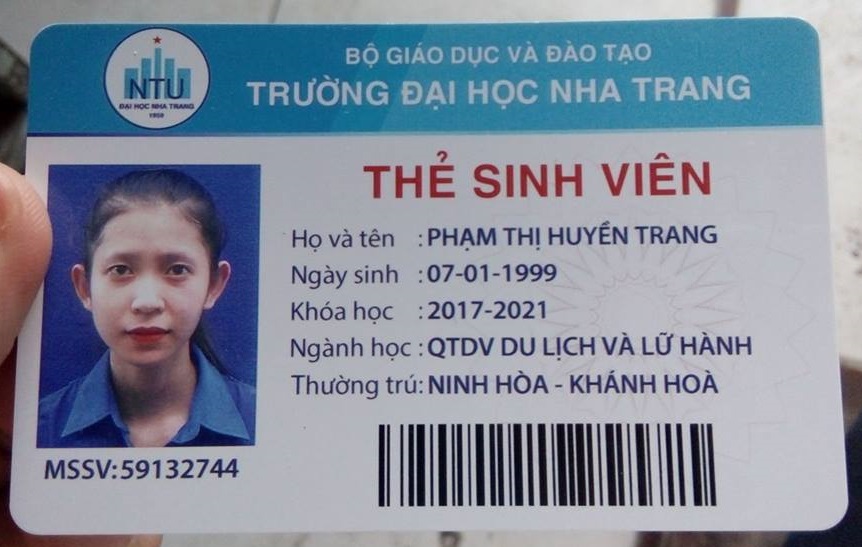 NTU
ĐẠI HỌC NHA TRANG
1959
BỘ GIÁO DỤC VÀ ĐÀO TẠO
TRƯỜNG ĐẠI HỌC NHA TRANG
THẺ SINH VIÊN
Họ và tên : PHẠM THỊ HUYỀN TRANG
Ngày sinh : 07-01-1999
Khóa học : 2017-2021
Ngành học : QTDV DU LỊCH VÀ LỮ HÀNH
Thường trú: NINH HÒA - KHÁNH HOÀ
MSSV:59132744